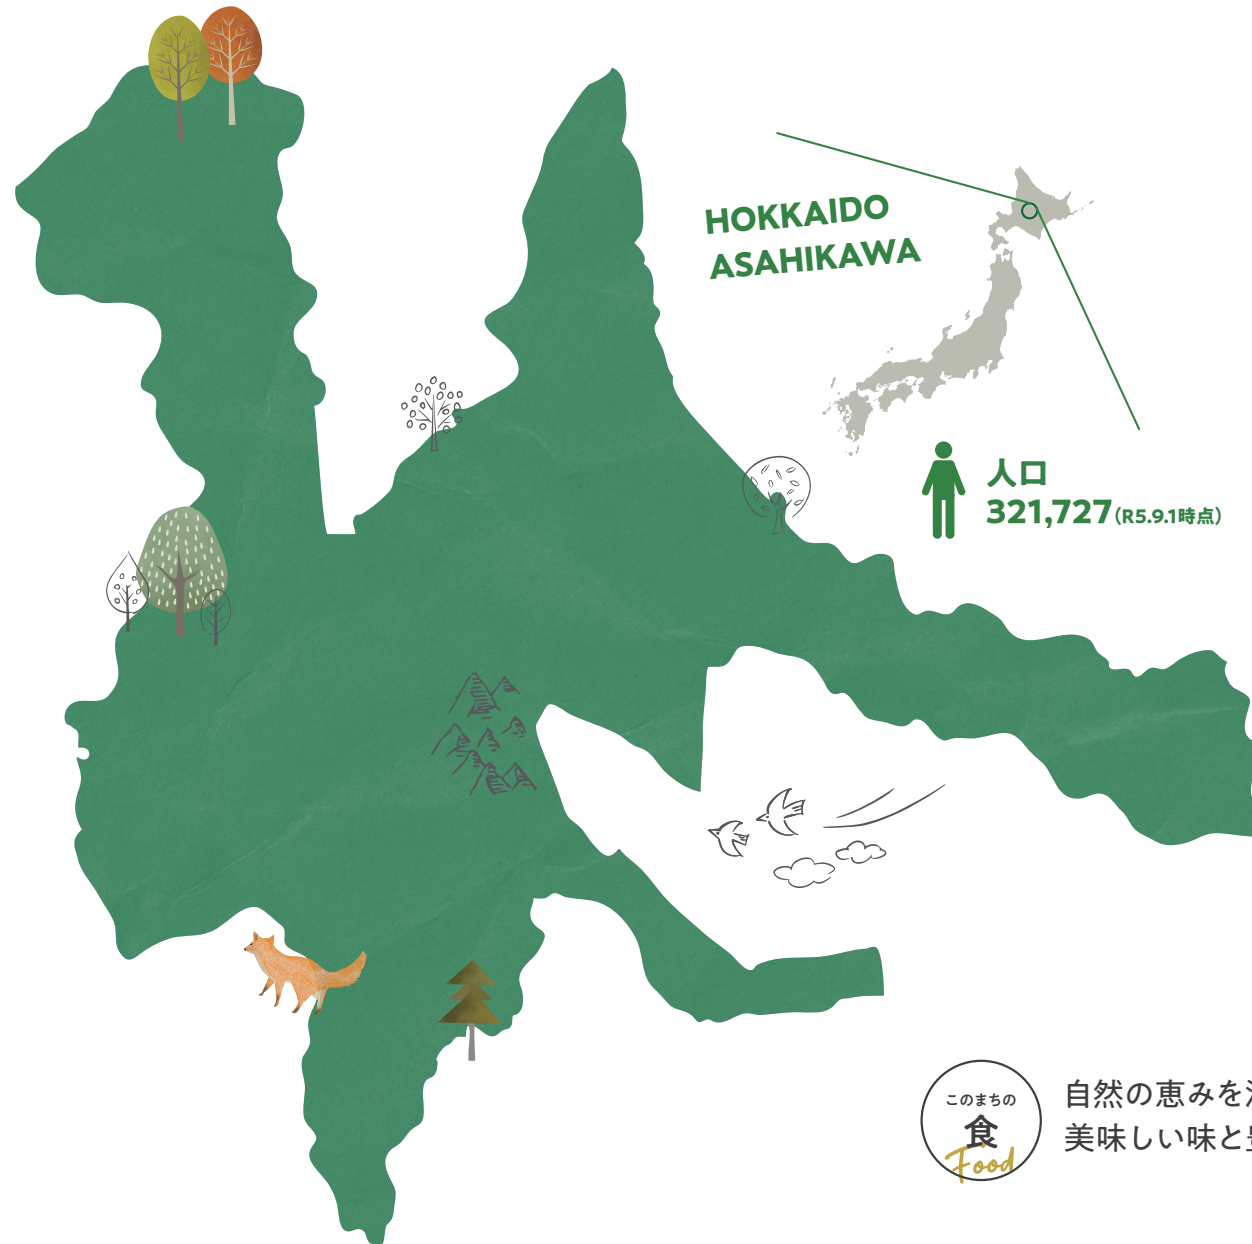 HOKKAIDO
ASAHIKAWA
人口
321,727(R5.9.1時点)
このまちの
食
Food
自然の恵みを
美味しい味と